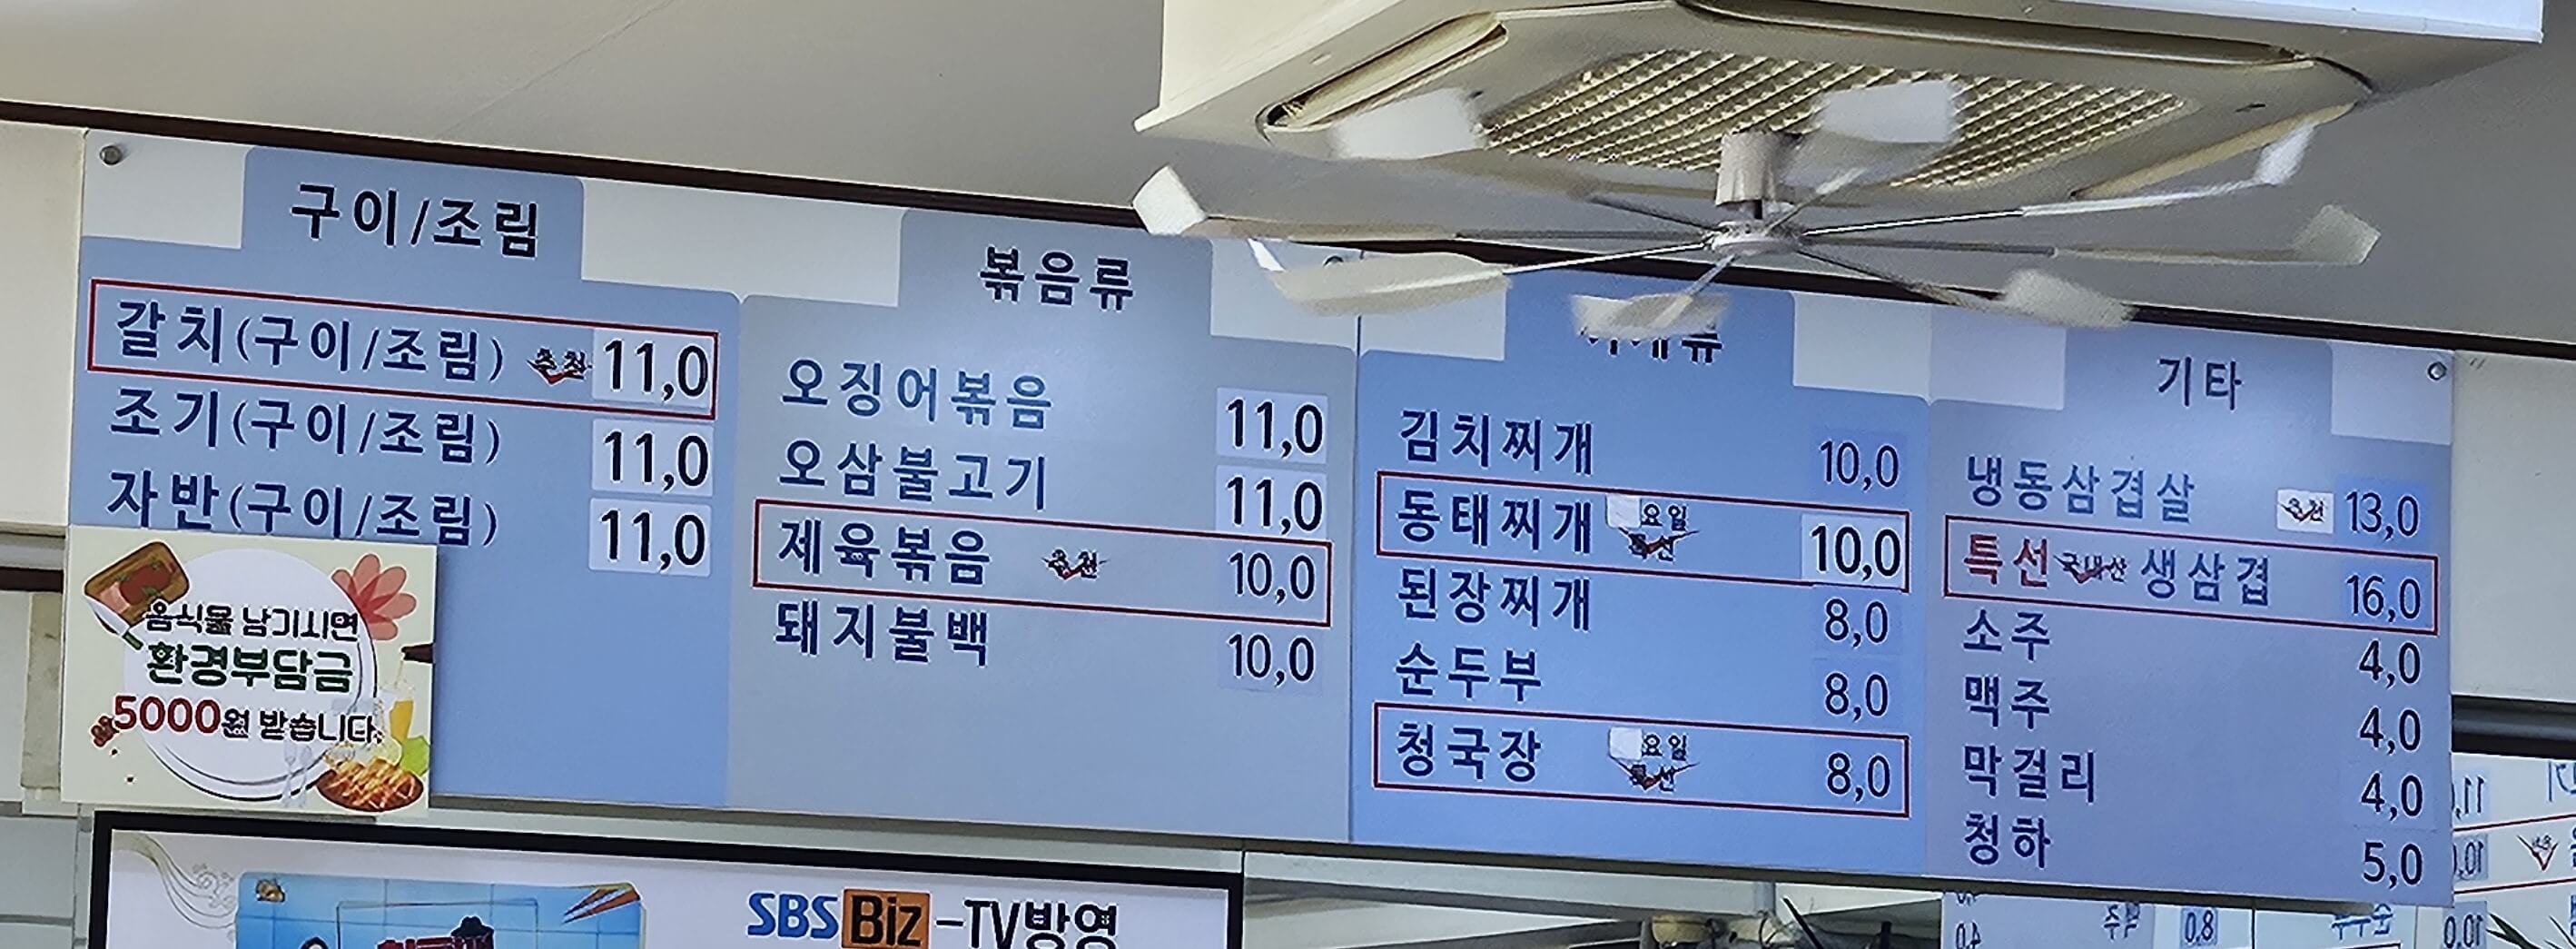 구이/조림
갈치(구이/조림) 추천 11,0
조기(구이/조림) 11,0
자반(구이/조림) 11,0
음식물 남기시면
환경부담금
5000원 받습니다.
볶음류
오징어볶음 11,0
오삼불고기 11,0
제육볶음 추천 10,0
돼지불백 10,0
김치찌개 10,0
동태찌개 요일 특선 10,0
된장찌개 8,0
순두부 8,0
청국장 요일 특선 8,0
기타
냉동삼겹살 추천 13,0
특선 국내산 생삼겹 16,0
소주 4,0
맥주 4,0
막걸리 4,0
청하 5,0
SBS Biz-TV방영